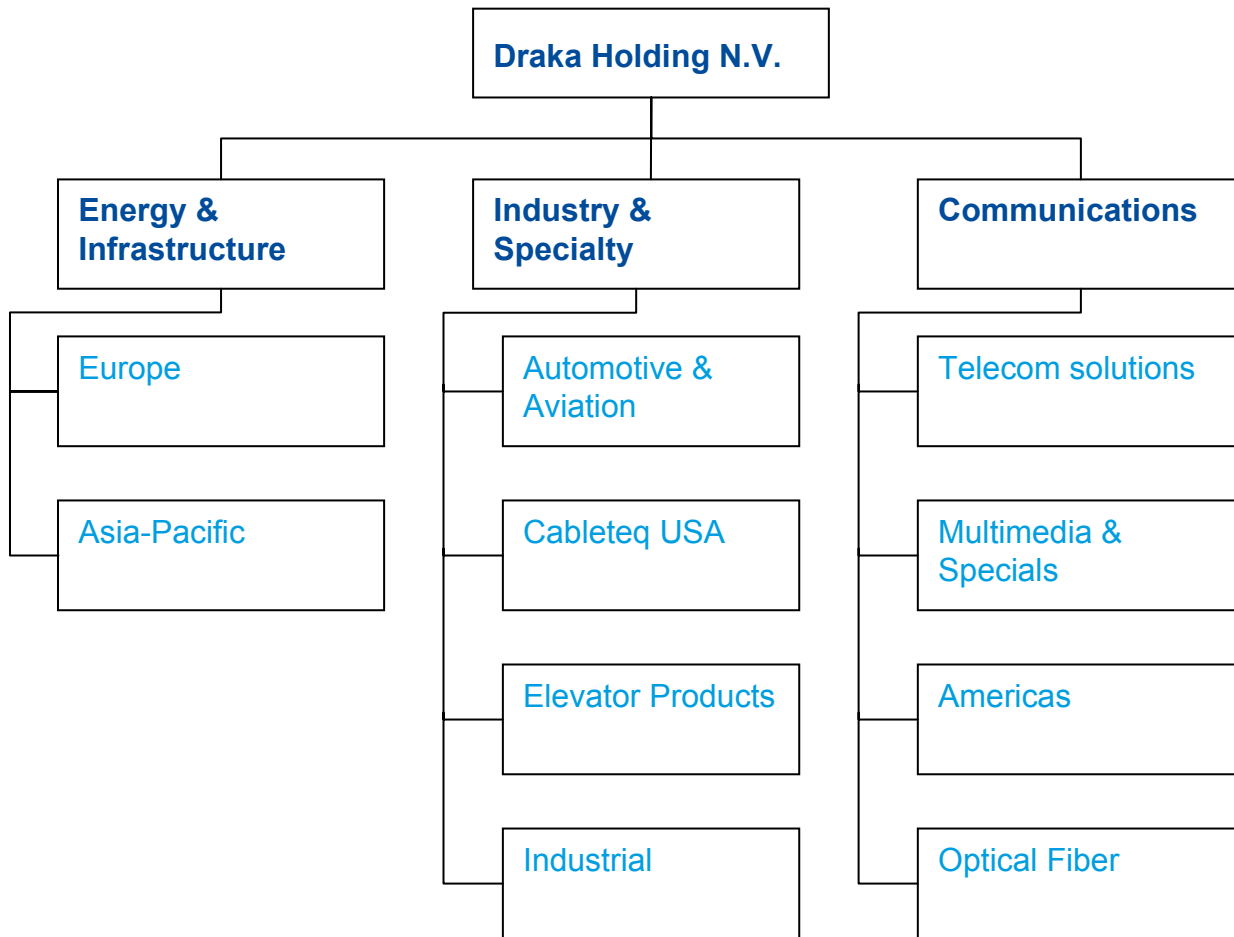 Draka Holding N.V.
Energy &
Infrastructure
Industry &
Specialty
Communications
Europe
Automotive &
Aviation
Telecom solutions
Asia-Pacific
Cableteq USA
Multimedia &
Specials
Elevator Products
Americas
Industrial
Optical Fiber